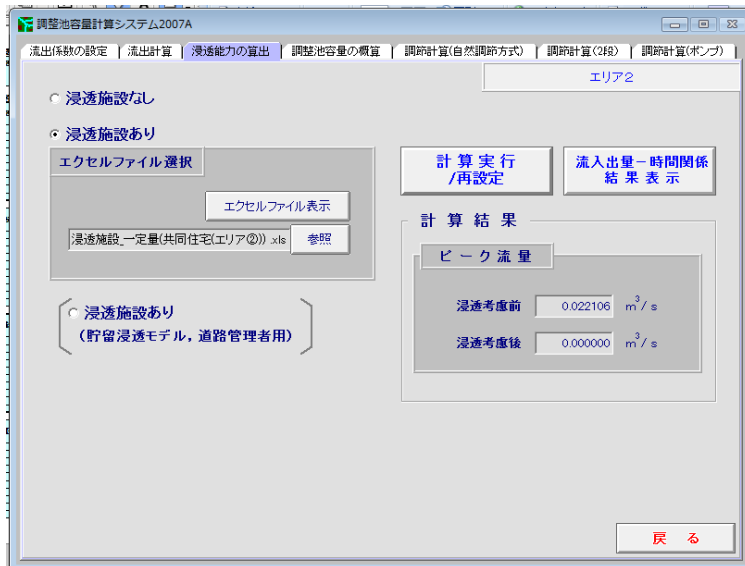 調整池容量計算システム2007A
流出係数の設定
流出計算
浸透能力の算出
調整池容量の概算
調節計算(自然調節方式)
調節計算(2段)
調節計算(ポンプ)
エリア2
浸透施設なし
浸透施設あり
エクセルファイル選択
エクセルファイル表示
浸透施設_一定量(共同住宅(エリア②)) .xls
参照
浸透施設あり
(貯留浸透モデル，道路管理者用)
計 算 実 行
/再設定
流入出量－時間関係
結 果 表 示
計 算 結 果
ピ ー ク 流 量
浸透考慮前 0.022106 m³/ s
浸透考慮後 0.000000 m³/ s
戻 る